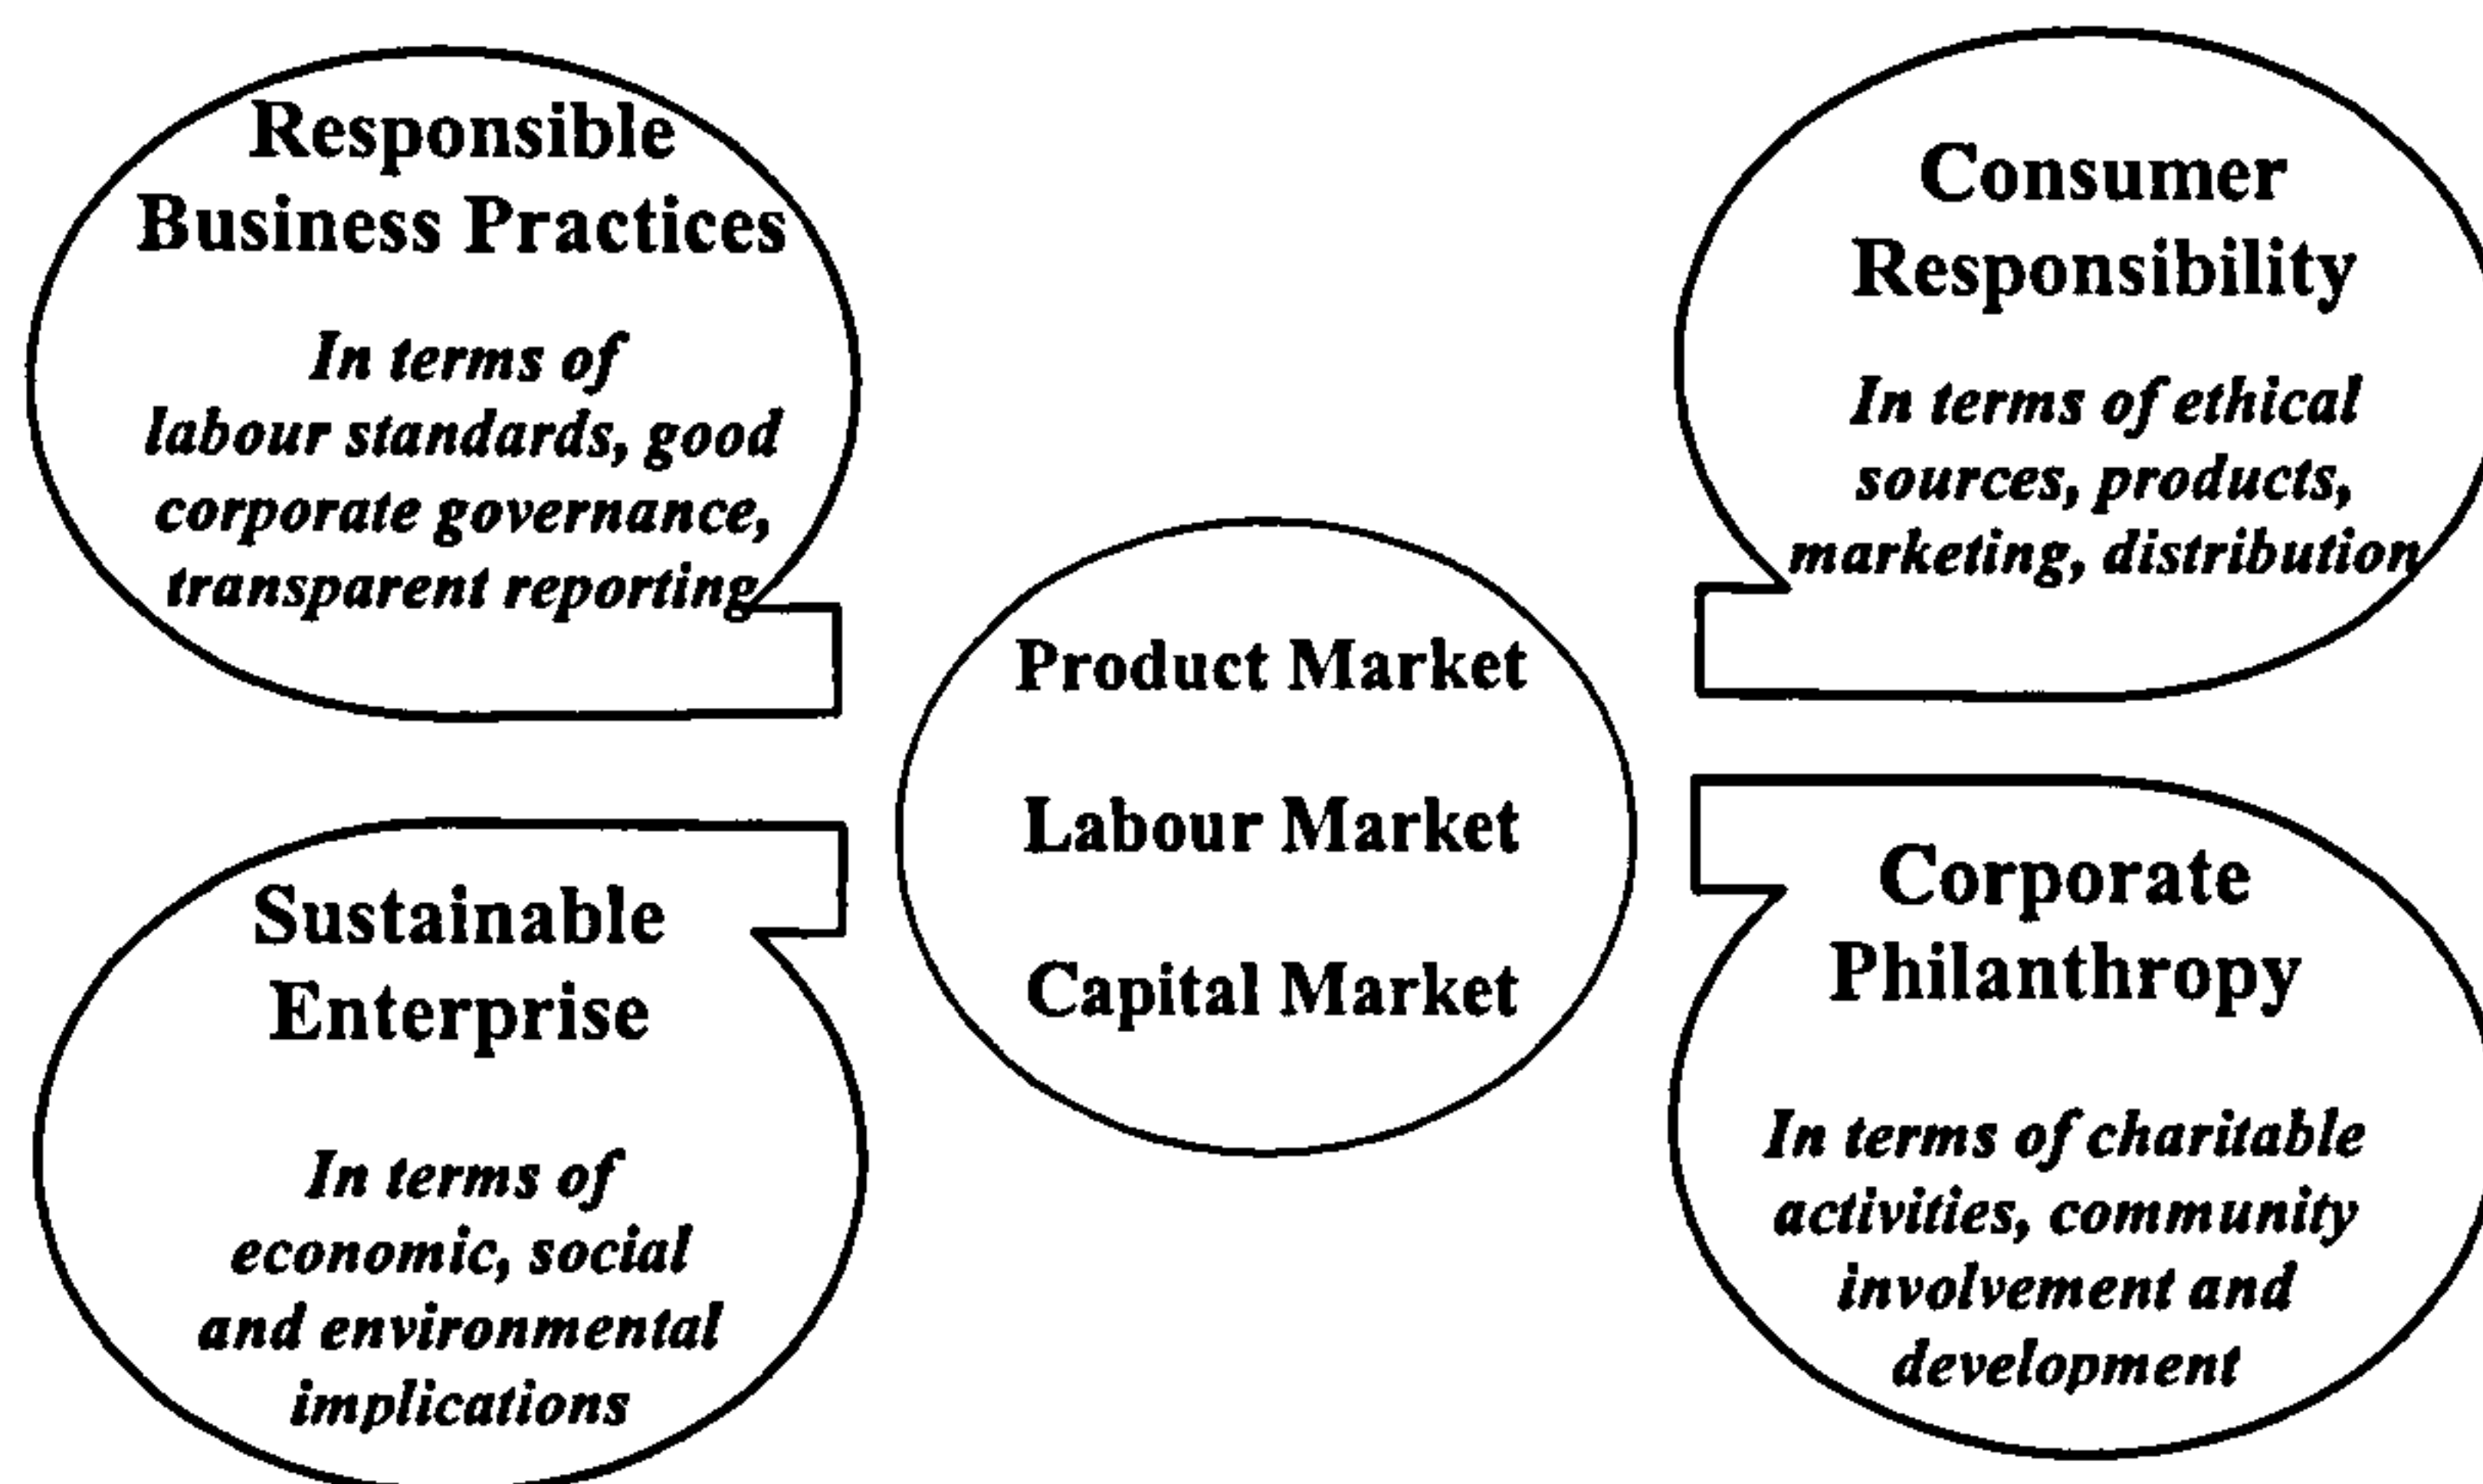 Responsible
Business Practices
In terms of
labour standards, good
corporate governance,
transparent reporting
Consumer
Responsibility
In terms of ethical
sources, products,
marketing, distribution
Product Market
Labour Market
Capital Market
Sustainable
Enterprise
In terms of
economic, social
and environmental
implications
Corporate
Philanthropy
In terms of charitable
activities, community
involvement and
development